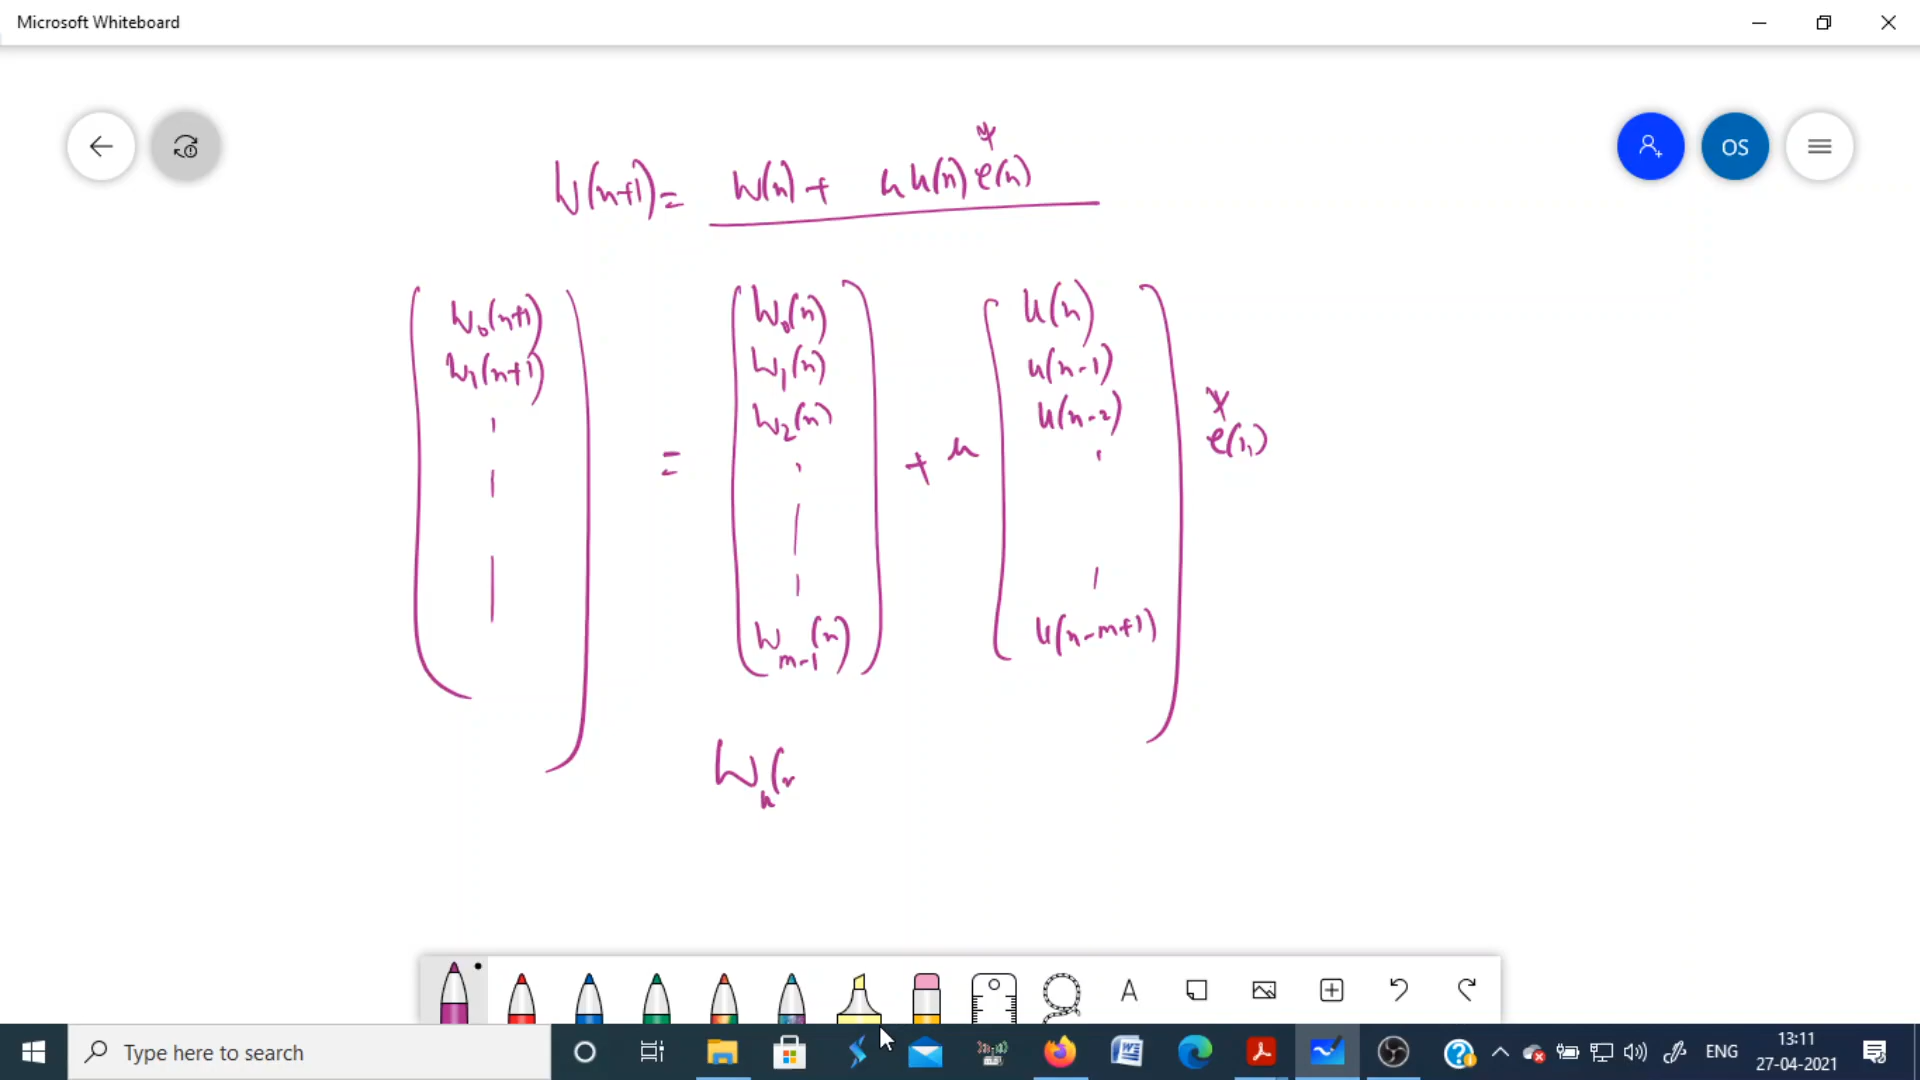 Microsoft Whiteboard
OS
W(n+1) = W(n) + μ u(n) e*(n)
W₀(n+1)
W₁(n+1)
=
W₀(n)
W₁(n)
W₂(n)
W m-1 (n)
+ μ
u(n)
u(n-1)
u(n-2)
u(n-m+1)
e*(n)
W
A
Type here to search
ENG
13:11
27-04-2021